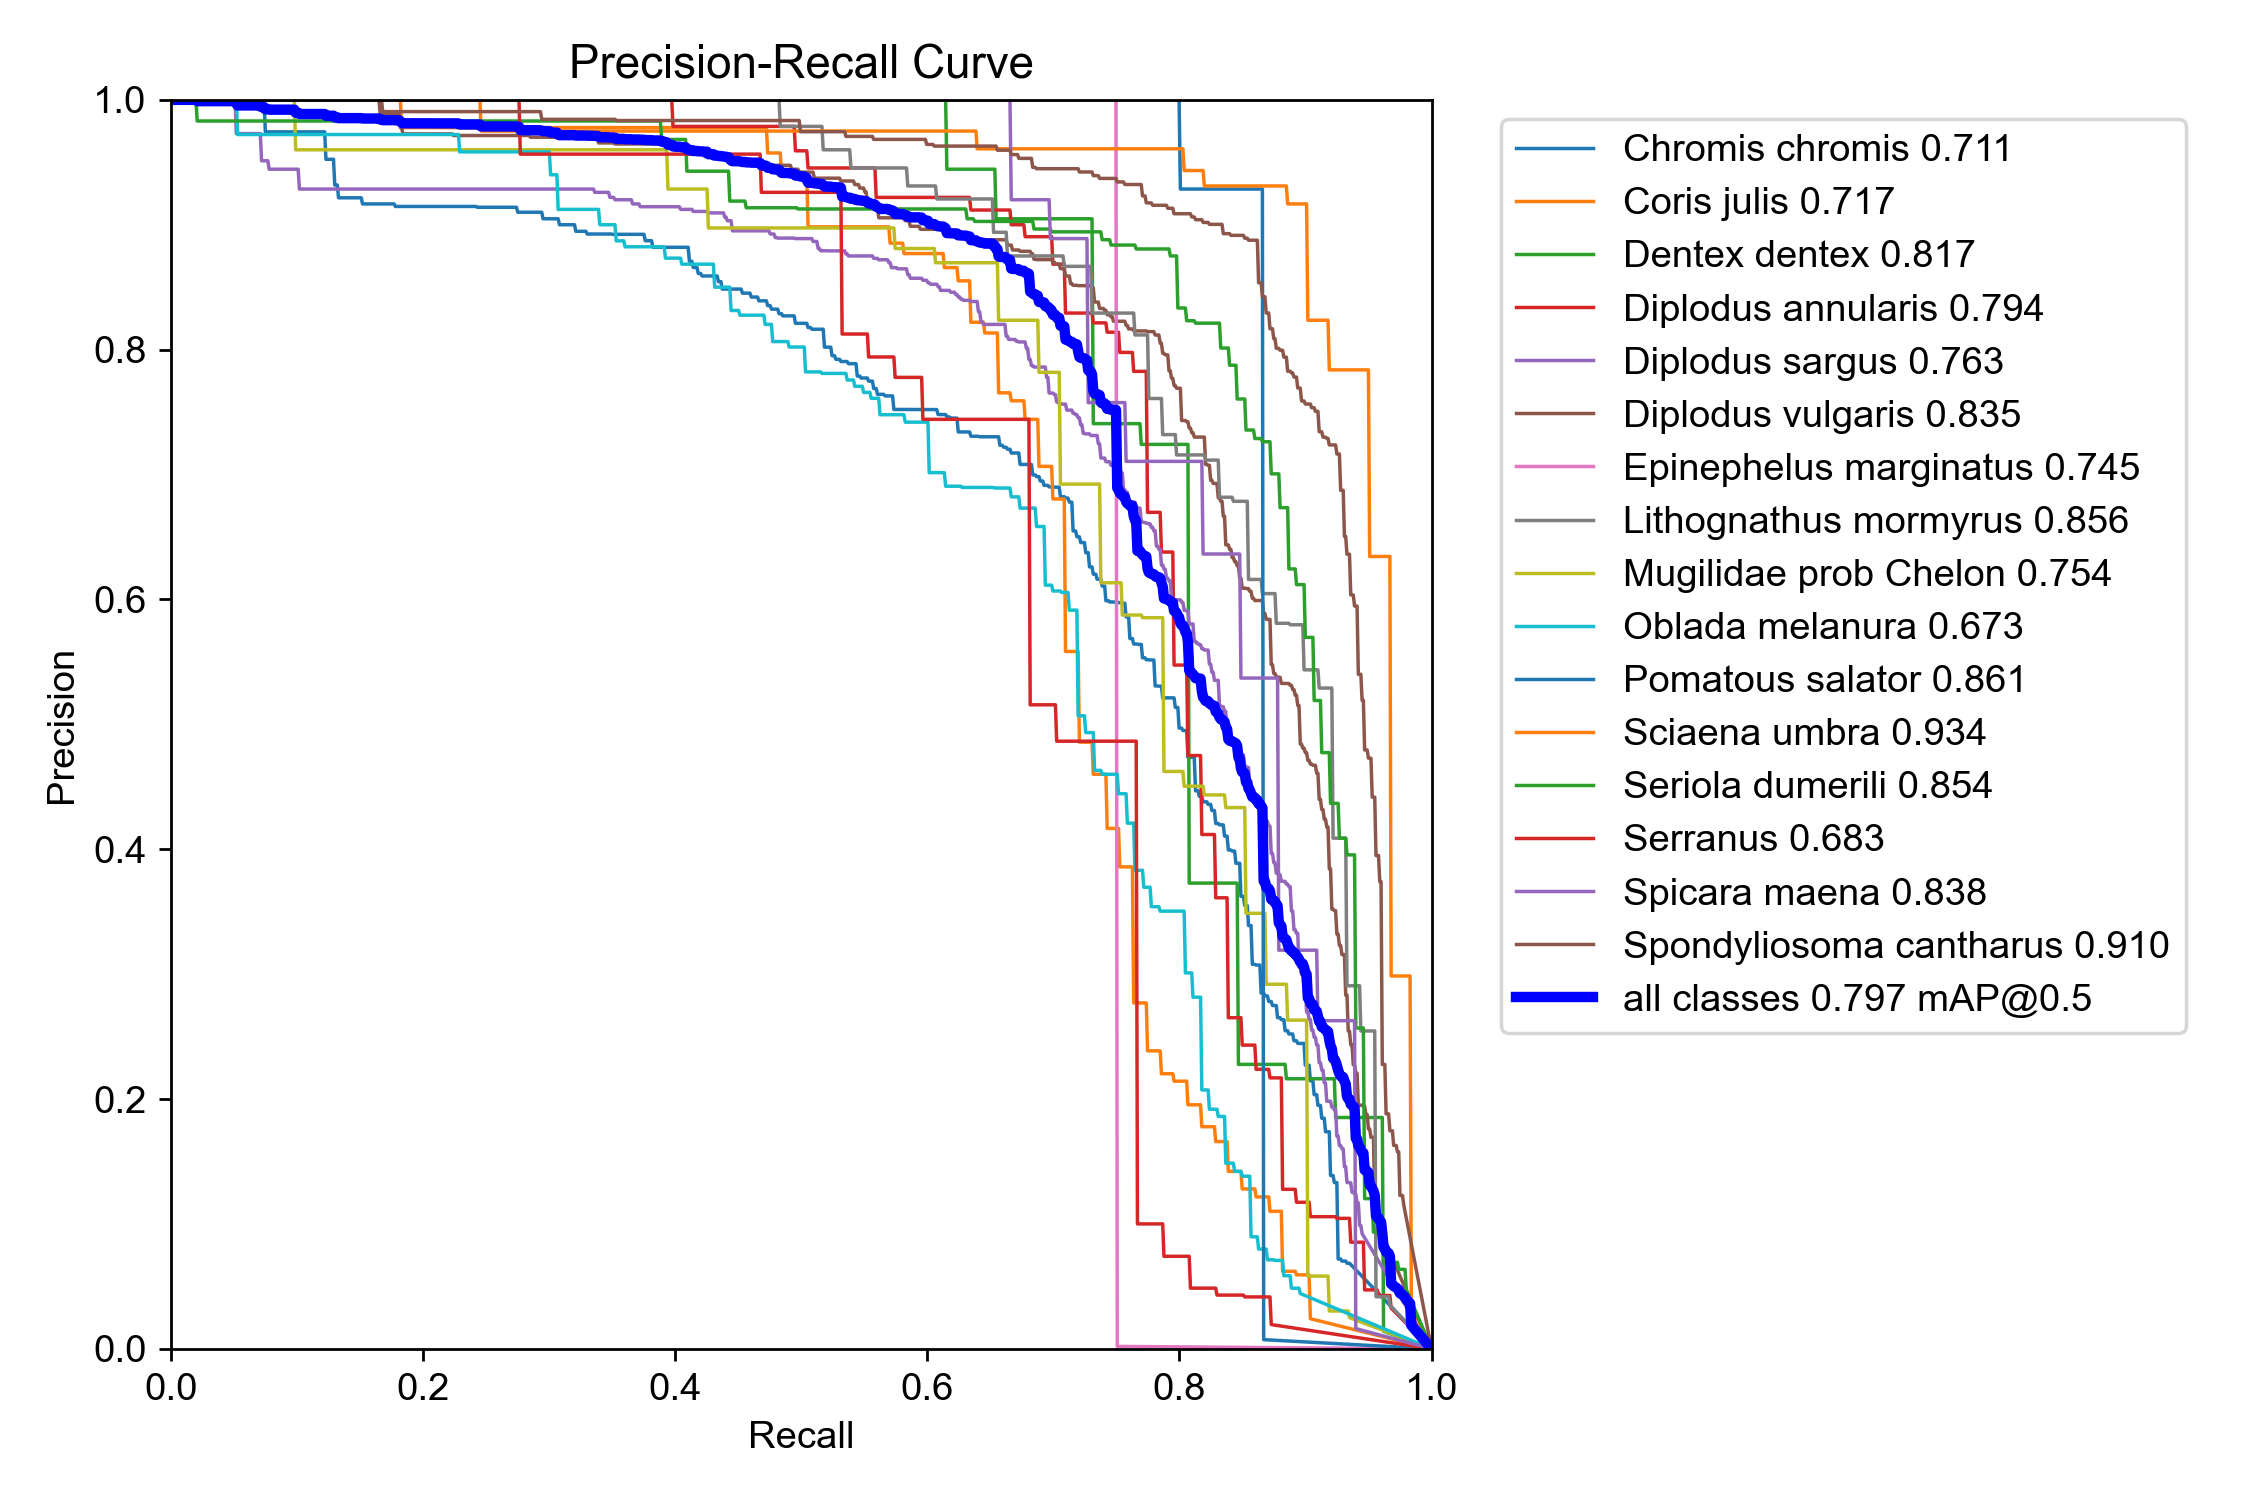 Precision-Recall Curve
1.0
0.8
0.6
0.4
0.2
0.0
Precision
0.0 0.2 0.4 0.6 0.8 1.0
Recall
Chromis chromis 0.711
Coris julis 0.717
Dentex dentex 0.817
Diplodus annularis 0.794
Diplodus sargus 0.763
Diplodus vulgaris 0.835
Epinephelus marginatus 0.745
Lithognathus mormyrus 0.856
Mugilidae prob Chelon 0.754
Oblada melanura 0.673
Pomatous salator 0.861
Sciaena umbra 0.934
Seriola dumerili 0.854
Serranus 0.683
Spicara maena 0.838
Spondyliosoma cantharus 0.910
all classes 0.797 mAP@0.5